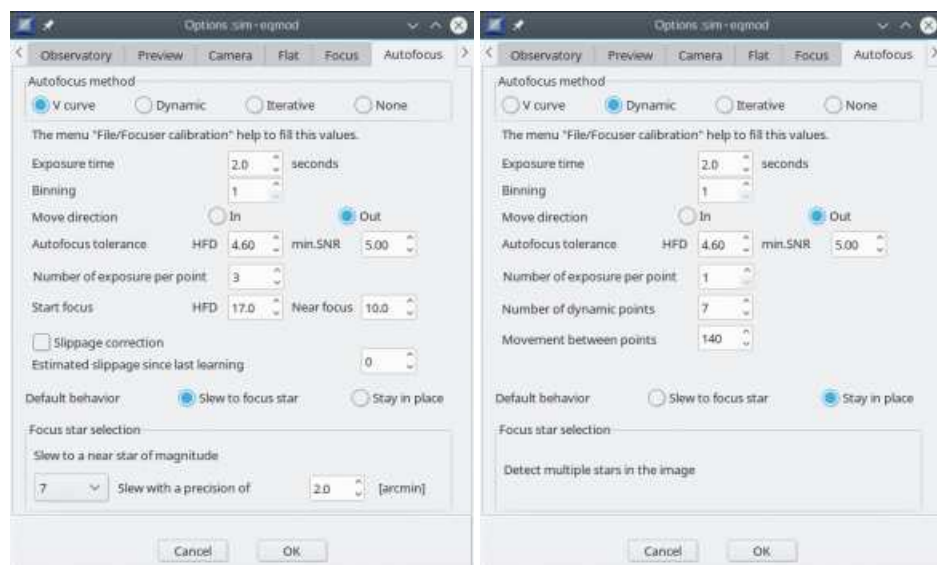 Options :sim-eqmod
Observatory Preview Camera Flat Focus Autofocus
Autofocus method
V curve Dynamic Iterative None
The menu "File/Focuser calibration" help to fill this values.
Exposure time 2.0 seconds
Binning 1
Move direction In Out
Autofocus tolerance HFD 4.60 min.SNR 5.00
Number of exposure per point 3
Start focus HFD 17.0 Near focus 10.0
Slippage correction
Estimated slippage since last learning 0
Default behavior Slew to focus star Stay in place
Focus star selection
Slew to a near star of magnitude
7 Slew with a precision of 2.0 [arcmin]
Cancel OK
Options :sim-eqmod
Observatory Preview Camera Flat Focus Autofocus
Autofocus method
V curve Dynamic Iterative None
The menu "File/Focuser calibration" help to fill this values.
Exposure time 2.0 seconds
Binning 1
Move direction In Out
Autofocus tolerance HFD 4.60 min.SNR 5.00
Number of exposure per point 1
Number of dynamic points 7
Movement between points 140
Default behavior Slew to focus star Stay in place
Focus star selection
Detect multiple stars in the image
Cancel OK